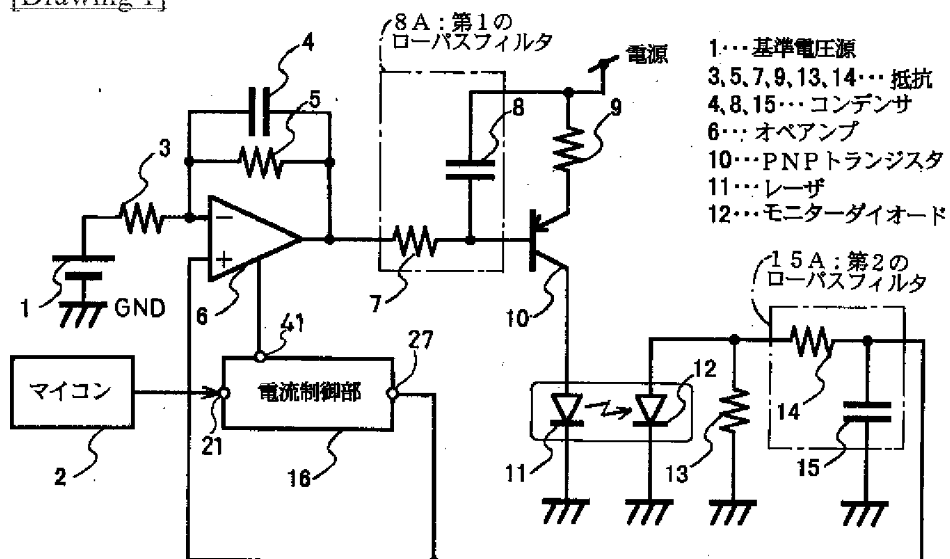 [Drawing 1]
8A:第1の
ローパスフィルタ
電源
1…基準電圧源
3,5,7,9,13,14…抵抗
4,8,15…コンデンサ
6…オペアンプ
10…PNPトランジスタ
11…レーザ
12…モニターダイオード
4
5
3
8
9
1
GND
6
7
10
15A:第2の
ローパスフィルタ
マイコン
2
21
41
電流制御部
27
16
11
12
13
14
15